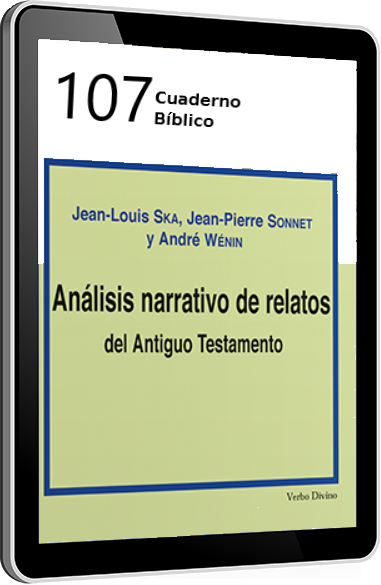 107 Cuaderno
Bíblico
Jean-Louis SKA, Jean-Pierre SONNET
y André WÉNIN
Análisis narrativo de relatos
del Antiguo Testamento
Verbo Divino